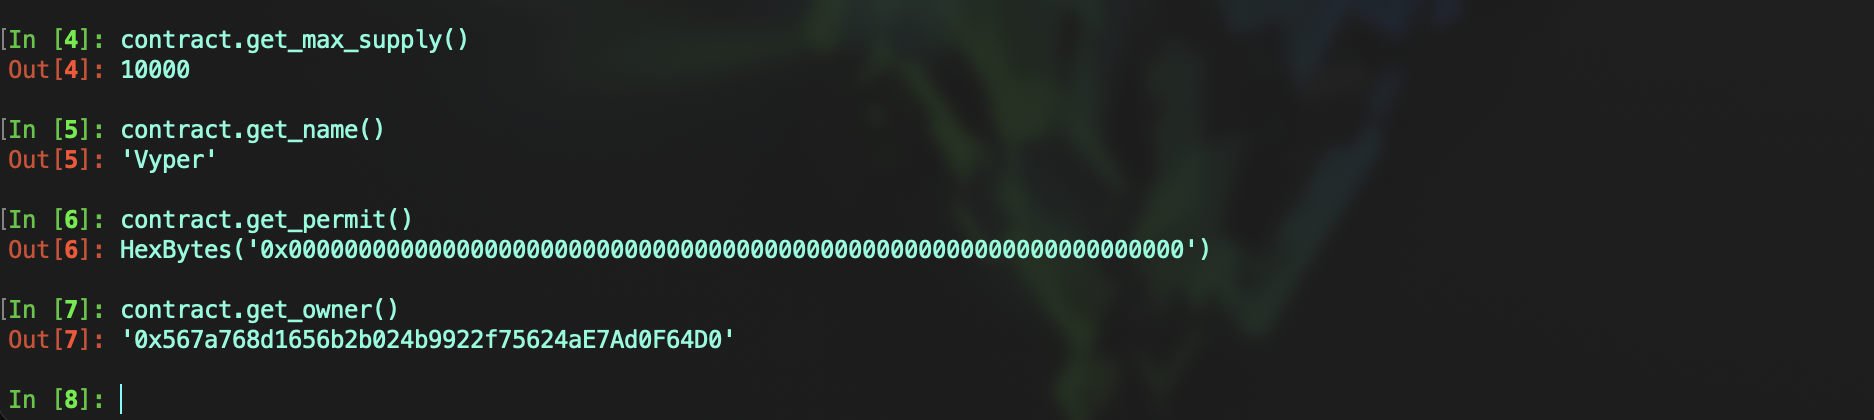 [In [4]: contract.get_max_supply()
Out[4]: 10000
[In [5]: contract.get_name()
Out[5]: 'Vyper'
[In [6]: contract.get_permit()
Out[6]: HexBytes('0x0000000000000000000000000000000000000000000000000000000000000000')
[In [7]: contract.get_owner()
Out[7]: '0x567a768d1656b2b024b9922f75624aE7Ad0F64D0'
In [8]: